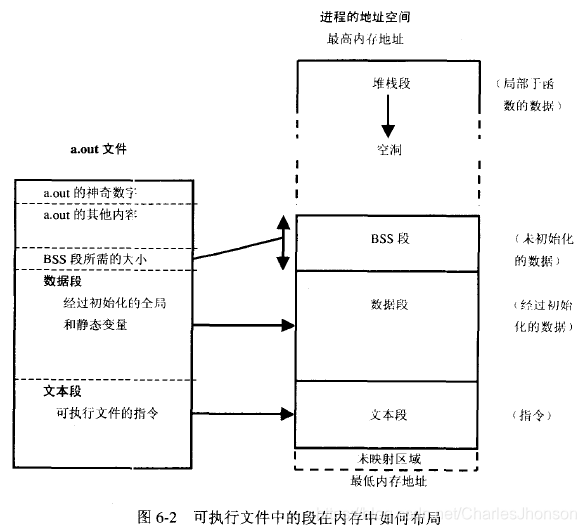 进程的地址空间
最高内存地址
堆栈段
(局部于函
数的数据)
空洞
a.out 文件
a.out 的神奇数字
a.out 的其他内容
BSS 段所需的大小
数据段
经过初始化的全局
和静态变量
文本段
可执行文件的指令
BSS 段
(未初始化
的数据)
数据段
(经过初始
化的数据)
文本段
(指令)
未映射区域
最低内存地址
图 6-2 可执行文件中的段在内存中如何布局
net/CharlesJhonson